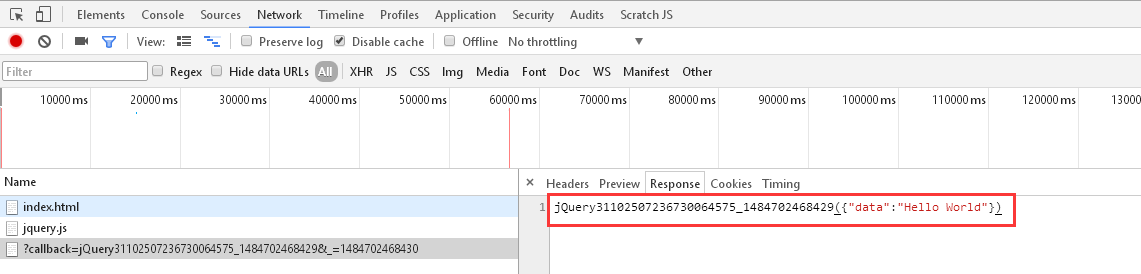 Elements Console Sources Network Timeline Profiles Application Security Audits Scratch JS
View: Preserve log Disable cache Offline No throttling
Filter Regex Hide data URLs All XHR JS CSS Img Media Font Doc WS Manifest Other
10000 ms 20000 ms 30000 ms 40000 ms 50000 ms 60000 ms 70000 ms 80000 ms 90000 ms 100000 ms 110000 ms 120000 ms 13000
Name × Headers Preview Response Cookies Timing
index.html 1 jQuery31102507236730064575_1484702468429({"data":"Hello World"})
jquery.js
?callback=jQuery31102507236730064575_1484702468429&_=1484702468430